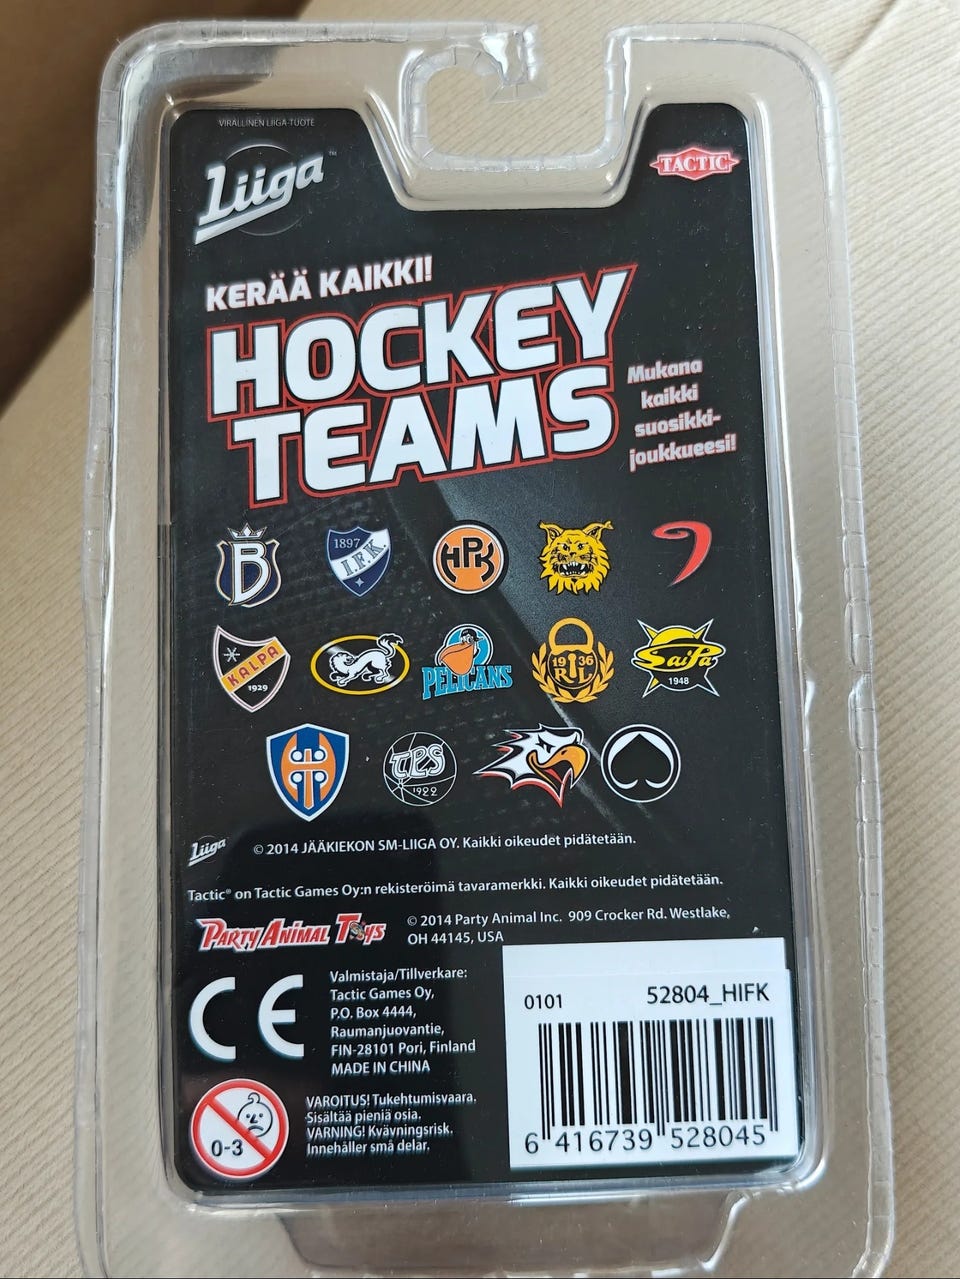 VIRALLINEN LIIGA-TUOTE
Liiga™
TACTIC®
KERÄÄ KAIKKI!
HOCKEY
TEAMS
Mukana
kaikki
suosikki-
joukkueesi!
B
1897
I.F.K.
HPK
KALPA
1929
PELICANS
19 36
RLL
SaiPa
1948
TPS
1922
Liiga
© 2014 JÄÄKIEKON SM-LIIGA OY. Kaikki oikeudet pidätetään.
Tactic® on Tactic Games Oy:n rekisteröimä tavaramerkki. Kaikki oikeudet pidätetään.
PARTY ANIMAL TOYS
© 2014 Party Animal Inc. 909 Crocker Rd. Westlake,
OH 44145, USA
CE
Valmistaja/Tillverkare:
Tactic Games Oy,
P.O. Box 4444,
Raumanjuovantie,
FIN-28101 Pori, Finland
MADE IN CHINA
0-3
VAROITUS! Tukehtumisvaara.
Sisältää pieniä osia.
VARNING! Kvävningsrisk.
Innehåller små delar.
0101
52804_HIFK
6 416739 528045